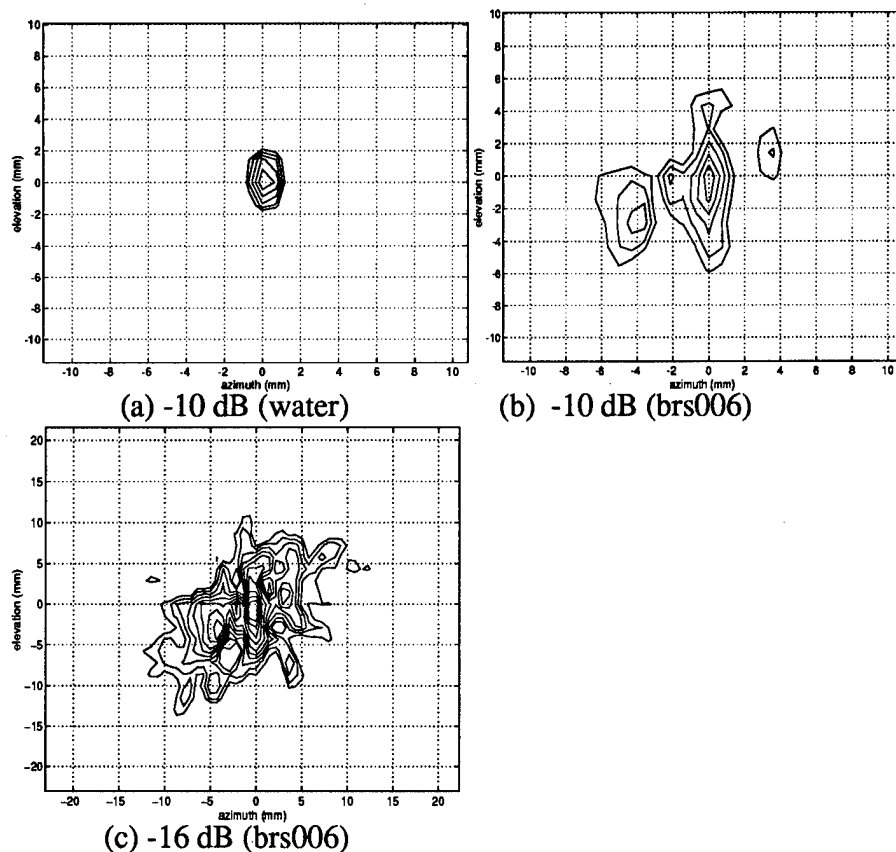 10
8
6
4
2
0
-2
-4
-6
-8
-10
elevation (mm)
-10 -8 -6 -4 -2 0 2 4 6 8 10
azimuth (mm)
(a) -10 dB (water)
10
8
6
4
2
0
-2
-4
-6
-8
-10
elevation (mm)
-10 -8 -6 -4 -2 0 2 4 6 8 10
azimuth (mm)
(b) -10 dB (brs006)
20
15
10
5
0
-5
-10
-15
-20
elevation (mm)
-20 -15 -10 -5 0 5 10 15 20
azimuth (mm)
(c) -16 dB (brs006)